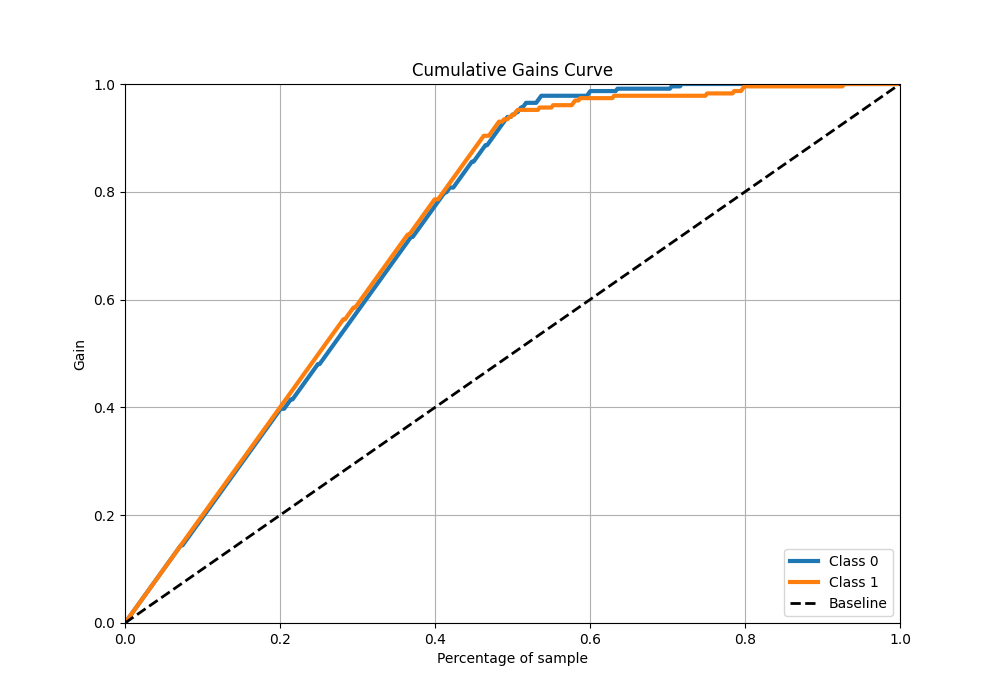 Cumulative Gains Curve
1.0
0.8
0.6
0.4
0.2
0.0
Gain
0.0 0.2 0.4 0.6 0.8 1.0
Percentage of sample
Class 0
Class 1
Baseline